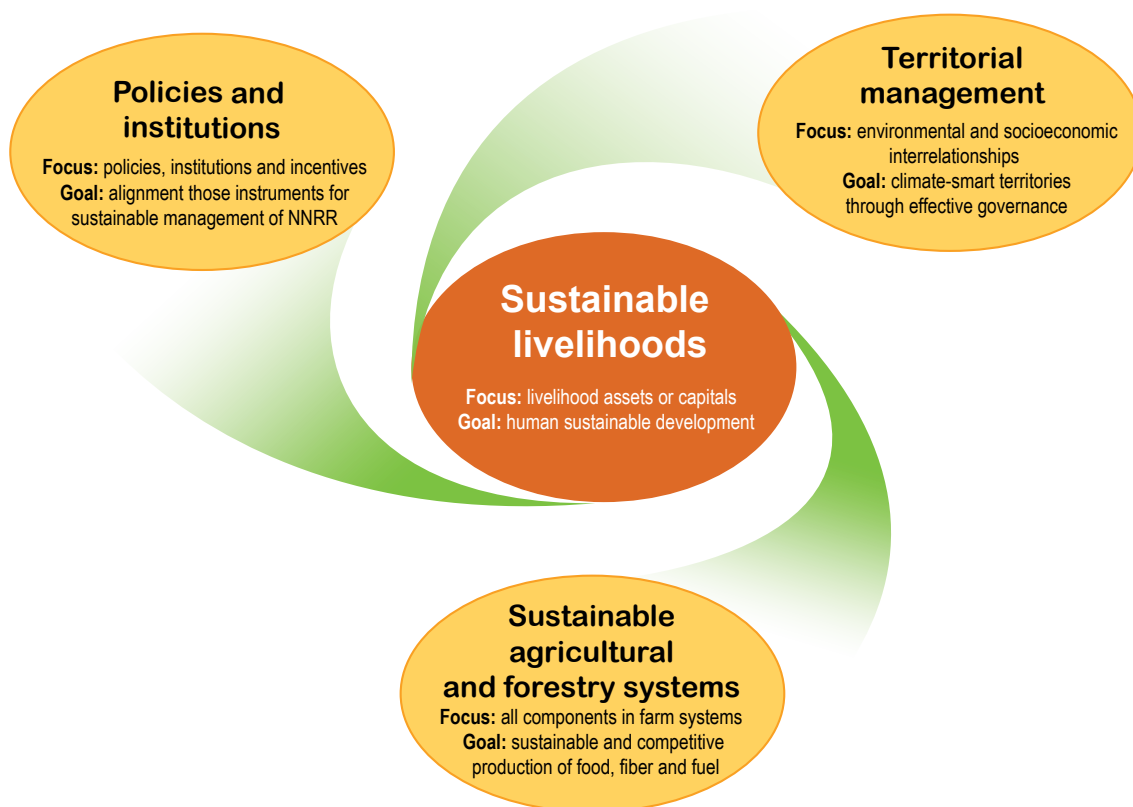 Policies and
institutions
Focus: policies, institutions and incentives
Goal: alignment those instruments for
sustainable management of NNRR
Territorial
management
Focus: environmental and socioeconomic
interrelationships
Goal: climate-smart territories
through effective governance
Sustainable
livelihoods
Focus: livelihood assets or capitals
Goal: human sustainable development
Sustainable
agricultural
and forestry systems
Focus: all components in farm systems
Goal: sustainable and competitive
production of food, fiber and fuel